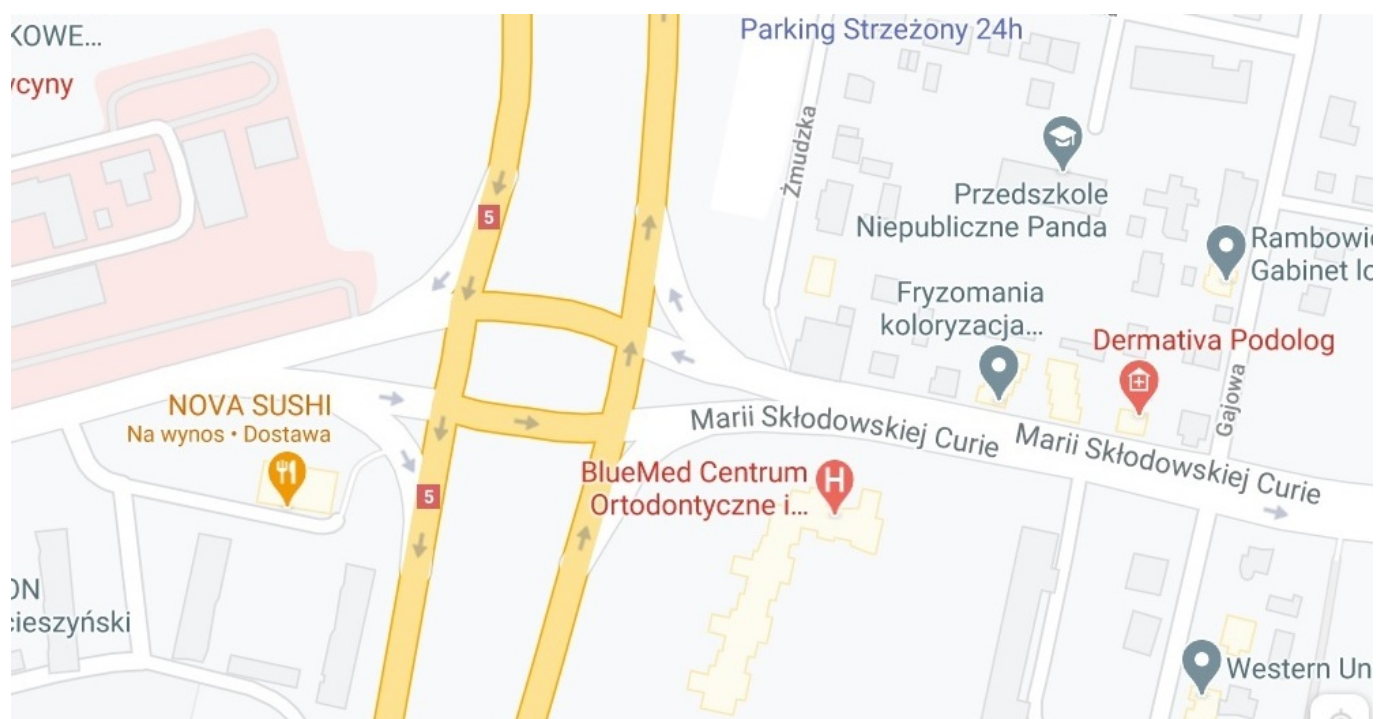 KOWE...
ycyny
Parking Strzeżony 24h
Żmudzka
5
Przedszkole
Niepubliczne Panda
Rambowi
Gabinet lo
Fryzomania
koloryzacja...
Dermativa Podolog
Gajowa
NOVA SUSHI
Na wynos • Dostawa
Marii Skłodowskiej Curie
Marii Skłodowskiej Curie
BlueMed Centrum
Ortodontyczne i...
H
5
ON
cieszyński
Western Un